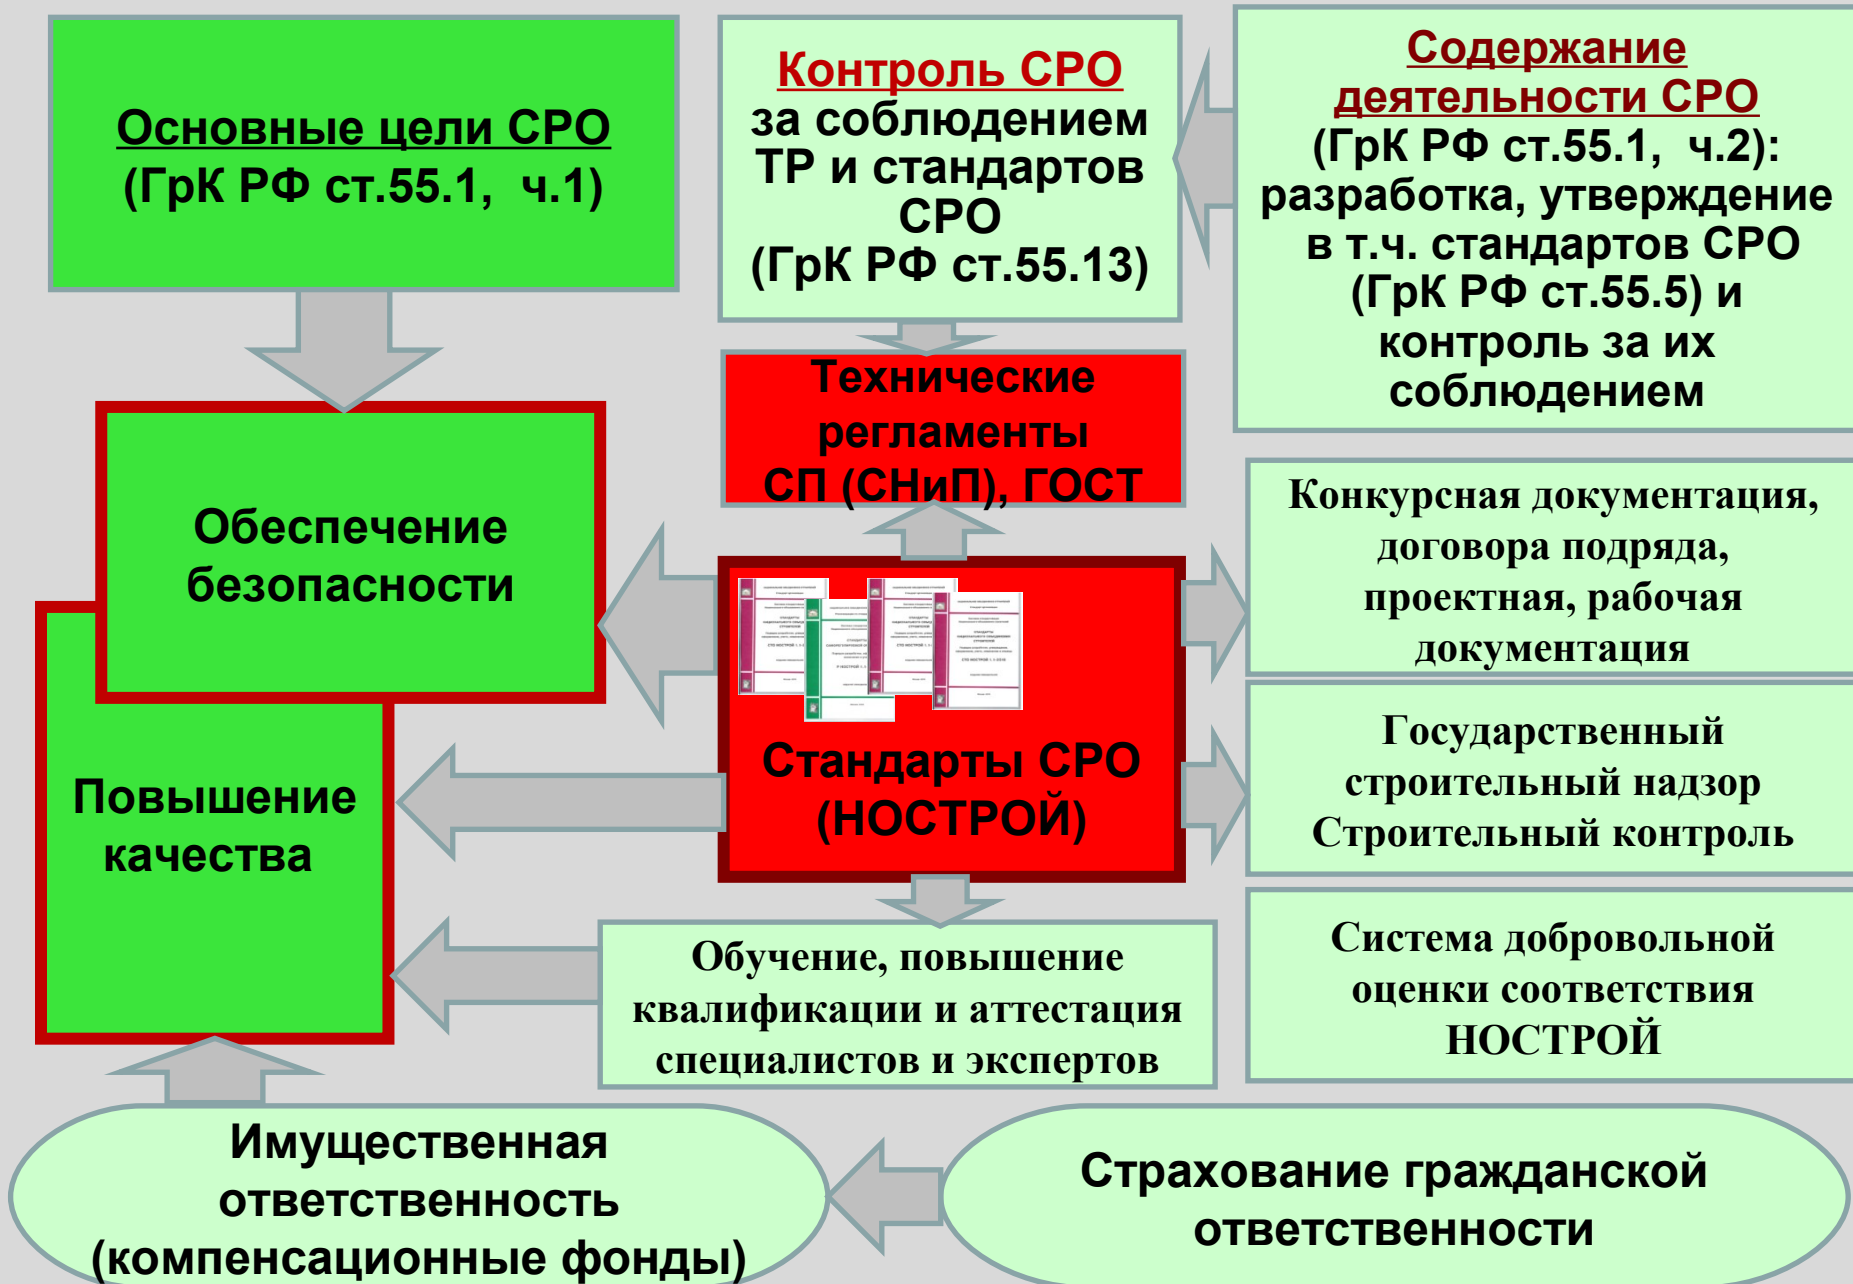 Основные цели СРО
(ГрК РФ ст.55.1, ч.1)
Контроль СРО
за соблюдением
ТР и стандартов
СРО
(ГрК РФ ст.55.13)
Содержание
деятельности СРО
(ГрК РФ ст.55.1, ч.2):
разработка, утверждение
в т.ч. стандартов СРО
(ГрК РФ ст.55.5) и
контроль за их
соблюдением
Технические
регламенты
СП (СНиП), ГОСТ
Обеспечение
безопасности
Повышение
качества
Стандарты СРО
(НОСТРОЙ)
Конкурсная документация,
договора подряда,
проектная, рабочая
документация
Государственный
строительный надзор
Строительный контроль
Обучение, повышение
квалификации и аттестация
специалистов и экспертов
Система добровольной
оценки соответствия
НОСТРОЙ
Имущественная
ответственность
(компенсационные фонды)
Страхование гражданской
ответственности